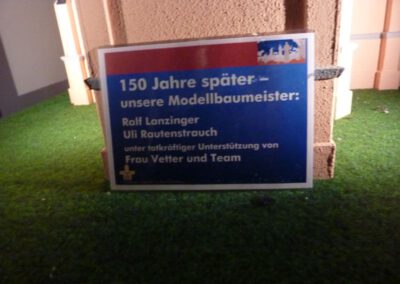 150 Jahre später –
unsere Modellbaumeister:
Ralf Lanzinger
Uli Rautenstrauch
unter tatkräftiger Unterstützung von
Frau Vetter und Team